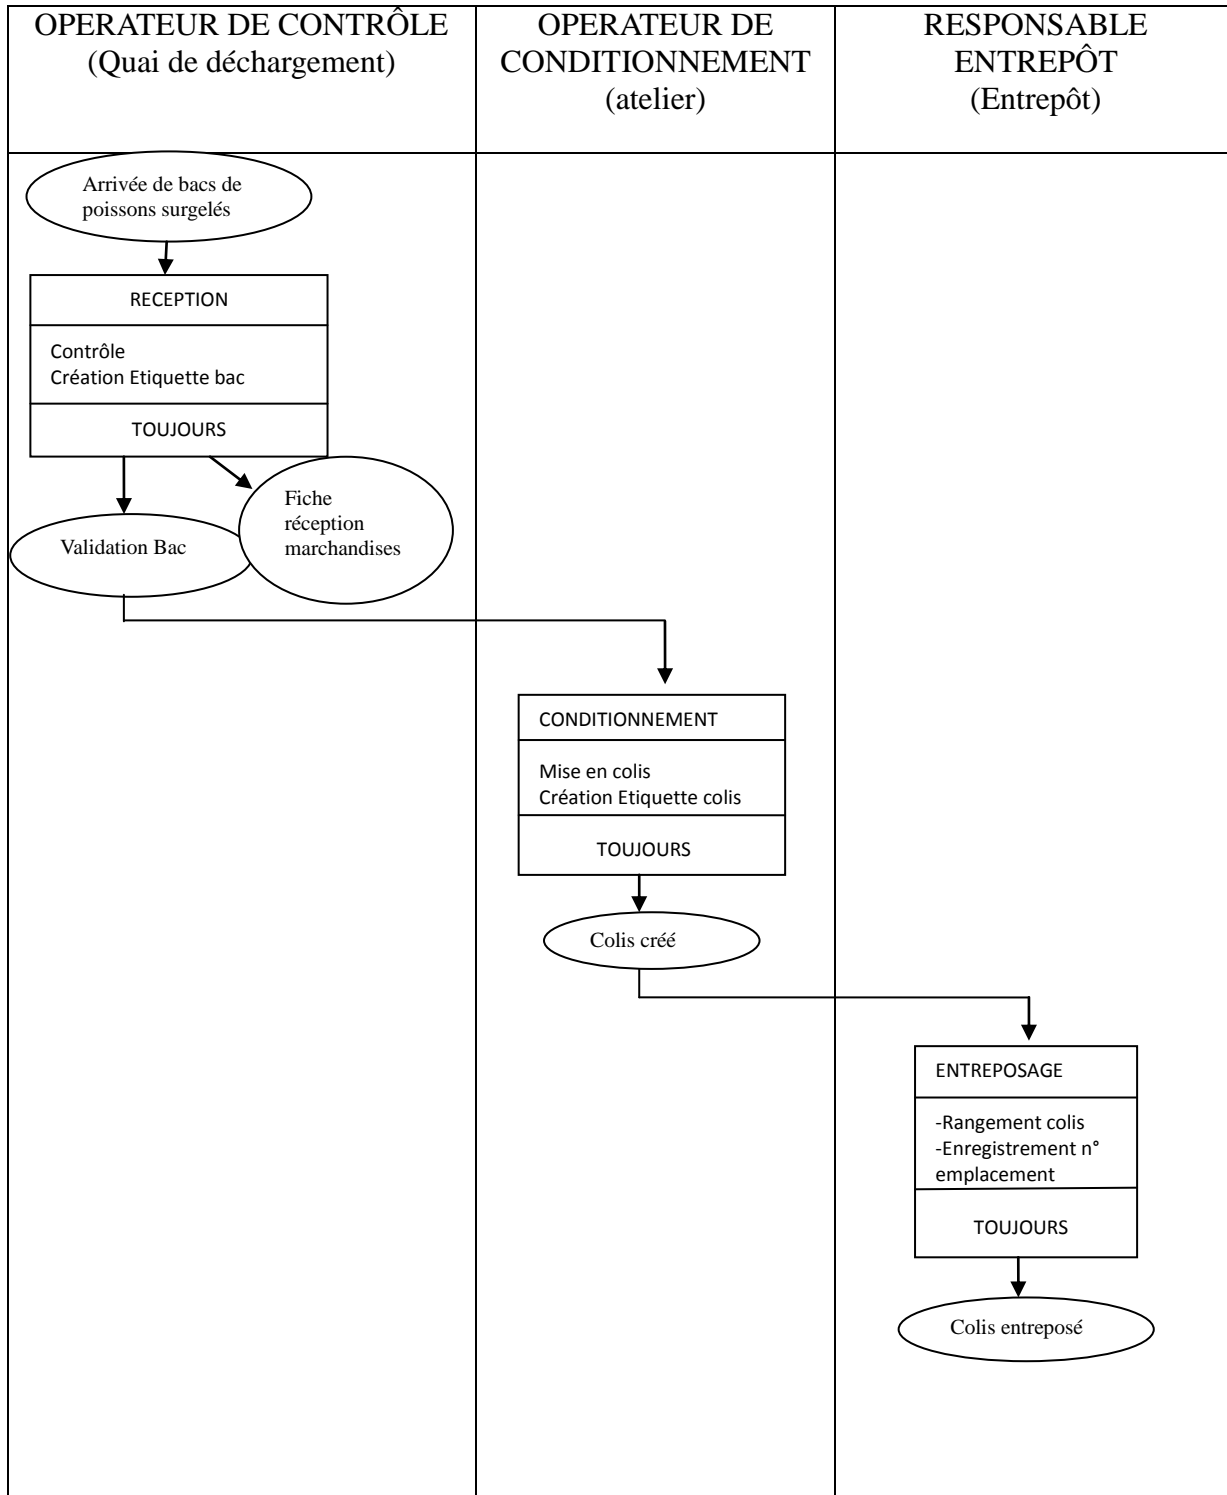 OPERATEUR DE CONTRÔLE
(Quai de déchargement)
OPERATEUR DE
CONDITIONNEMENT
(atelier)
RESPONSABLE
ENTREPÔT
(Entrepôt)
Arrivée de bacs de
poissons surgelés
RECEPTION
Contrôle
Création Etiquette bac
TOUJOURS
Fiche
réception
marchandises
Validation Bac
CONDITIONNEMENT
Mise en colis
Création Etiquette colis
TOUJOURS
Colis créé
ENTREPOSAGE
-Rangement colis
-Enregistrement n°
emplacement
TOUJOURS
Colis entreposé